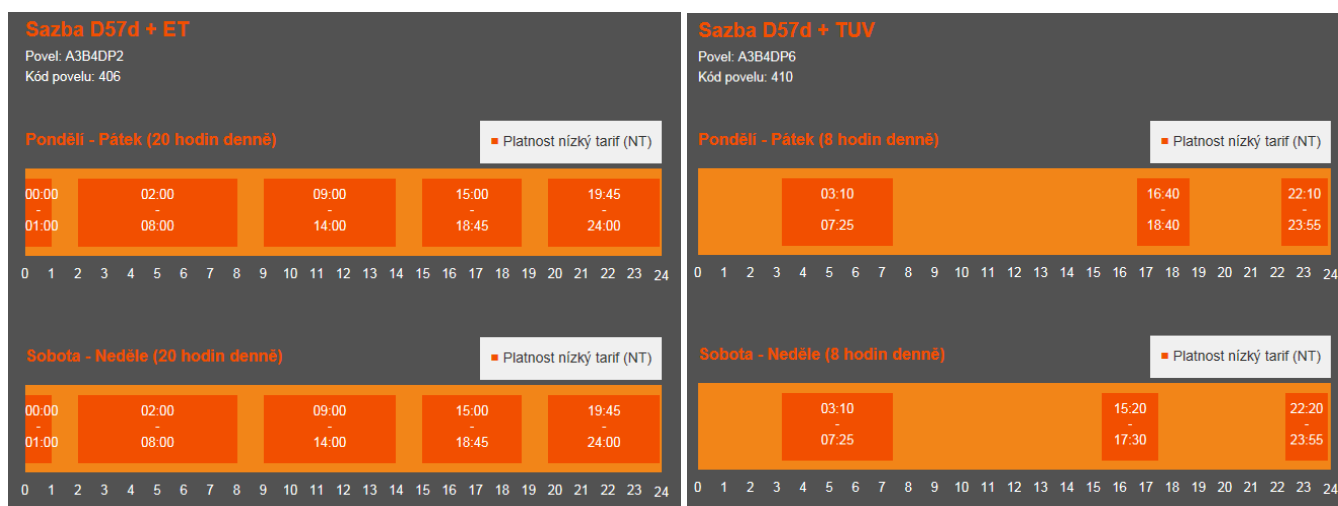 Sazba D57d + ET
Povel: A3B4DP2
Kód povelu: 406
Pondělí - Pátek (20 hodin denně)
Platnost nízký tarif (NT)
00:00 - 01:00
02:00 - 08:00
09:00 - 14:00
15:00 - 18:45
19:45 - 24:00
0 1 2 3 4 5 6 7 8 9 10 11 12 13 14 15 16 17 18 19 20 21 22 23 24
Sobota - Neděle (20 hodin denně)
Platnost nízký tarif (NT)
00:00 - 01:00
02:00 - 08:00
09:00 - 14:00
15:00 - 18:45
19:45 - 24:00
0 1 2 3 4 5 6 7 8 9 10 11 12 13 14 15 16 17 18 19 20 21 22 23 24
Sazba D57d + TUV
Povel: A3B4DP6
Kód povelu: 410
Pondělí - Pátek (8 hodin denně)
Platnost nízký tarif (NT)
03:10 - 07:25
16:40 - 18:40
22:10 - 23:55
0 1 2 3 4 5 6 7 8 9 10 11 12 13 14 15 16 17 18 19 20 21 22 23 24
Sobota - Neděle (8 hodin denně)
Platnost nízký tarif (NT)
03:10 - 07:25
15:20 - 17:30
22:20 - 23:55
0 1 2 3 4 5 6 7 8 9 10 11 12 13 14 15 16 17 18 19 20 21 22 23 24